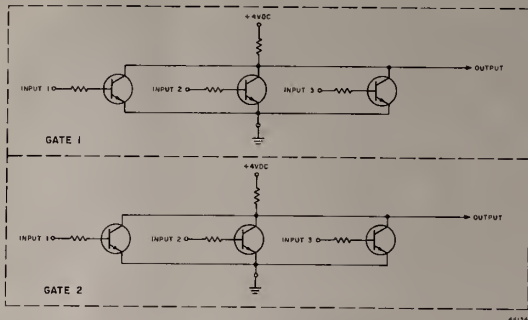 +4VDC
OUTPUT
INPUT 1 INPUT 2 INPUT 3
GATE 1
+4VDC
OUTPUT
INPUT 1 INPUT 2 INPUT 3
GATE 2